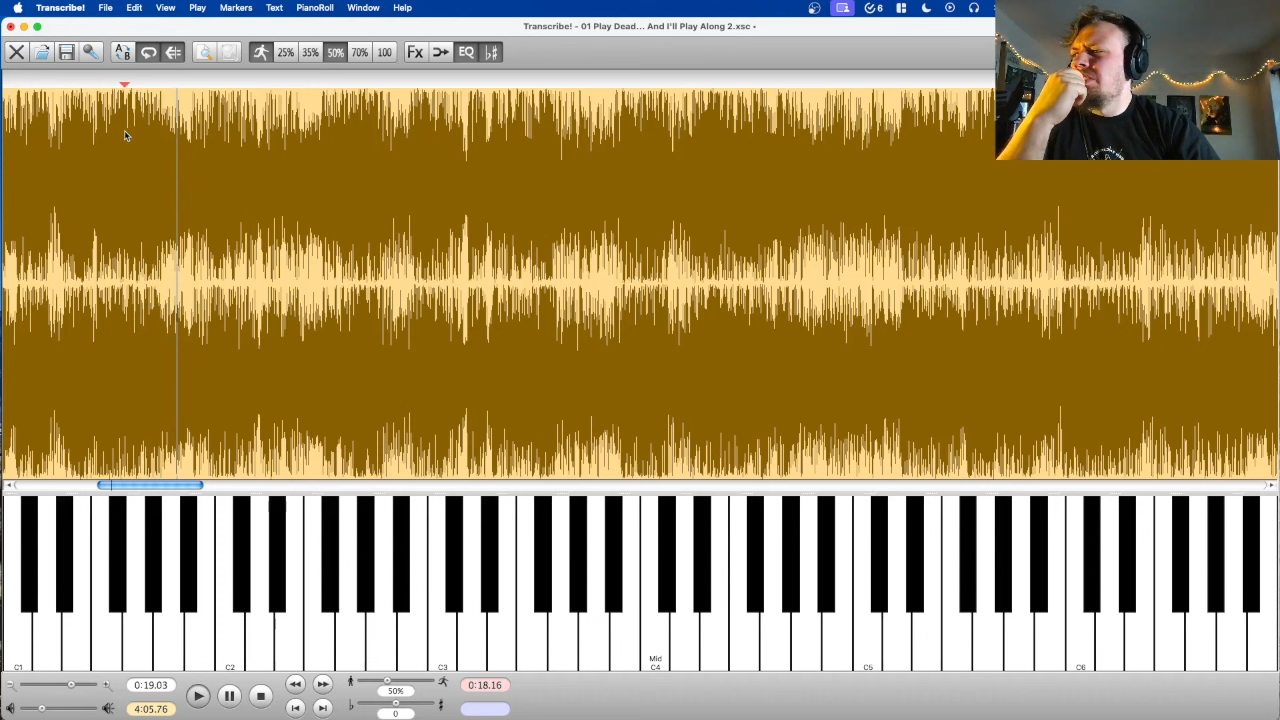 Transcribe! File Edit View Play Markers Text PianoRoll Window Help 6
Transcribe! - 01 Play Dead... And I'll Play Along 2.xsc •
A B 25% 35% 50% 70% 100 Fx EQ ♭♯
C1 C2 C3 Mid C4 C5 C6
0:19.03 50% 0:18.16
4:05.76 ♭ 0 ♯